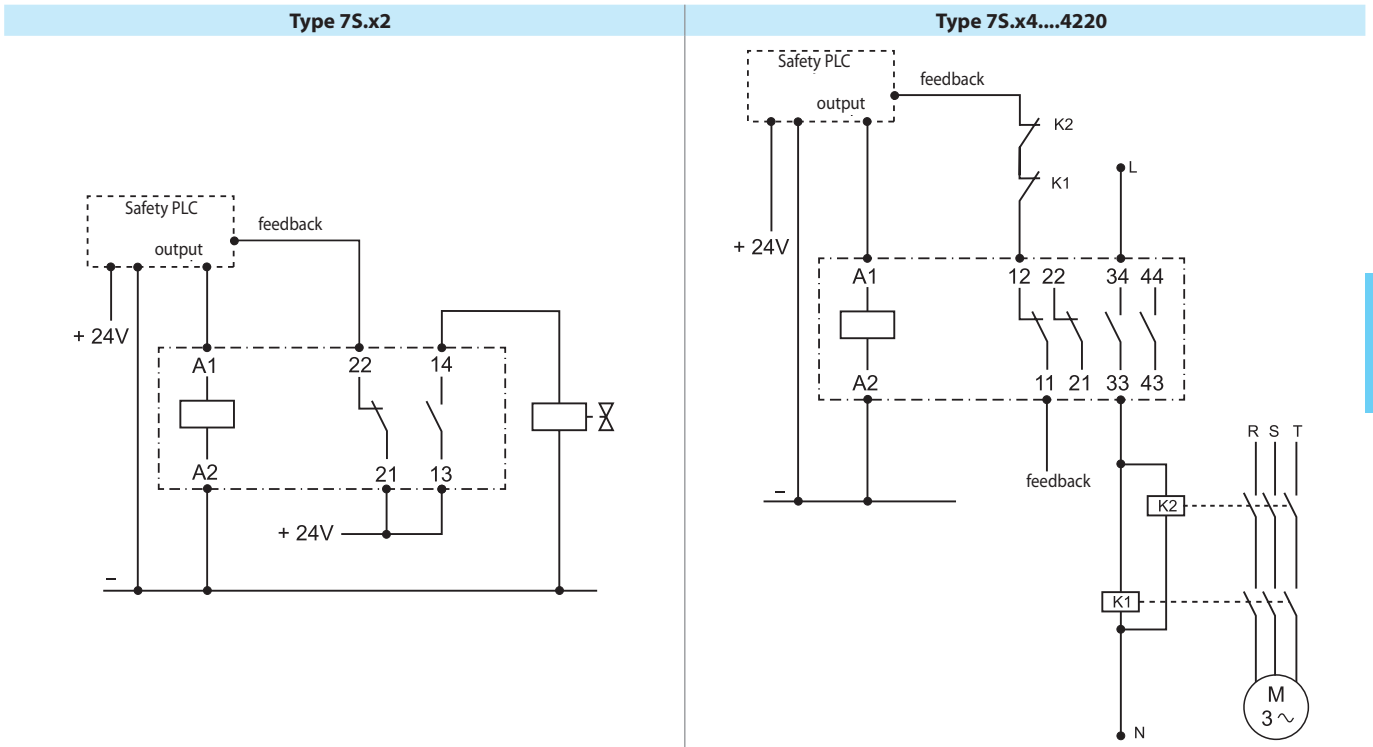 Type 7S.x2
Safety PLC
feedback
output
+ 24V
A1
22
14
A2
21
13
+ 24V
–
Type 7S.x4....4220
Safety PLC
feedback
output
K2
K1
L
+ 24V
A1
12 22
34 44
A2
11 21 33 43
feedback
–
R S T
K2
K1
M
3 ~
N